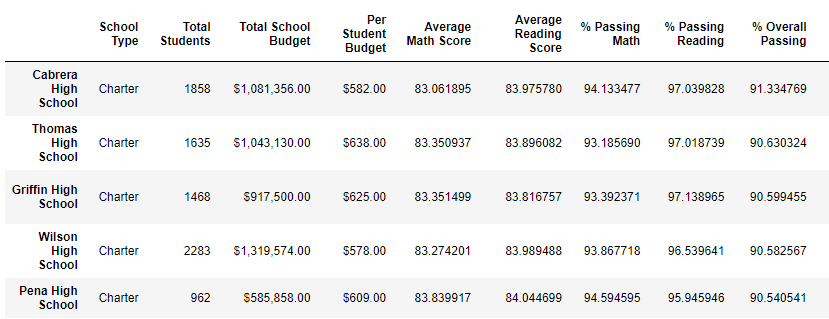 School Type Total Students Total School Budget Per Student Budget Average Math Score Average Reading Score % Passing Math % Passing Reading % Overall Passing
Cabrera High School Charter 1858 $1,081,356.00 $582.00 83.061895 83.975780 94.133477 97.039828 91.334769
Thomas High School Charter 1635 $1,043,130.00 $638.00 83.350937 83.896082 93.185690 97.018739 90.630324
Griffin High School Charter 1468 $917,500.00 $625.00 83.351499 83.816757 93.392371 97.138965 90.599455
Wilson High School Charter 2283 $1,319,574.00 $578.00 83.274201 83.989488 93.867718 96.539641 90.582567
Pena High School Charter 962 $585,858.00 $609.00 83.839917 84.044699 94.594595 95.945946 90.540541